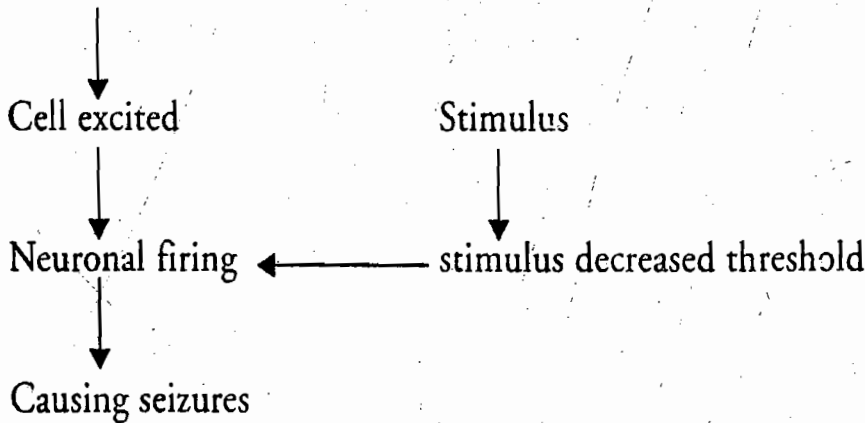 Cell excited
Stimulus
Neuronal firing
stimulus decreased threshold
Causing seizures